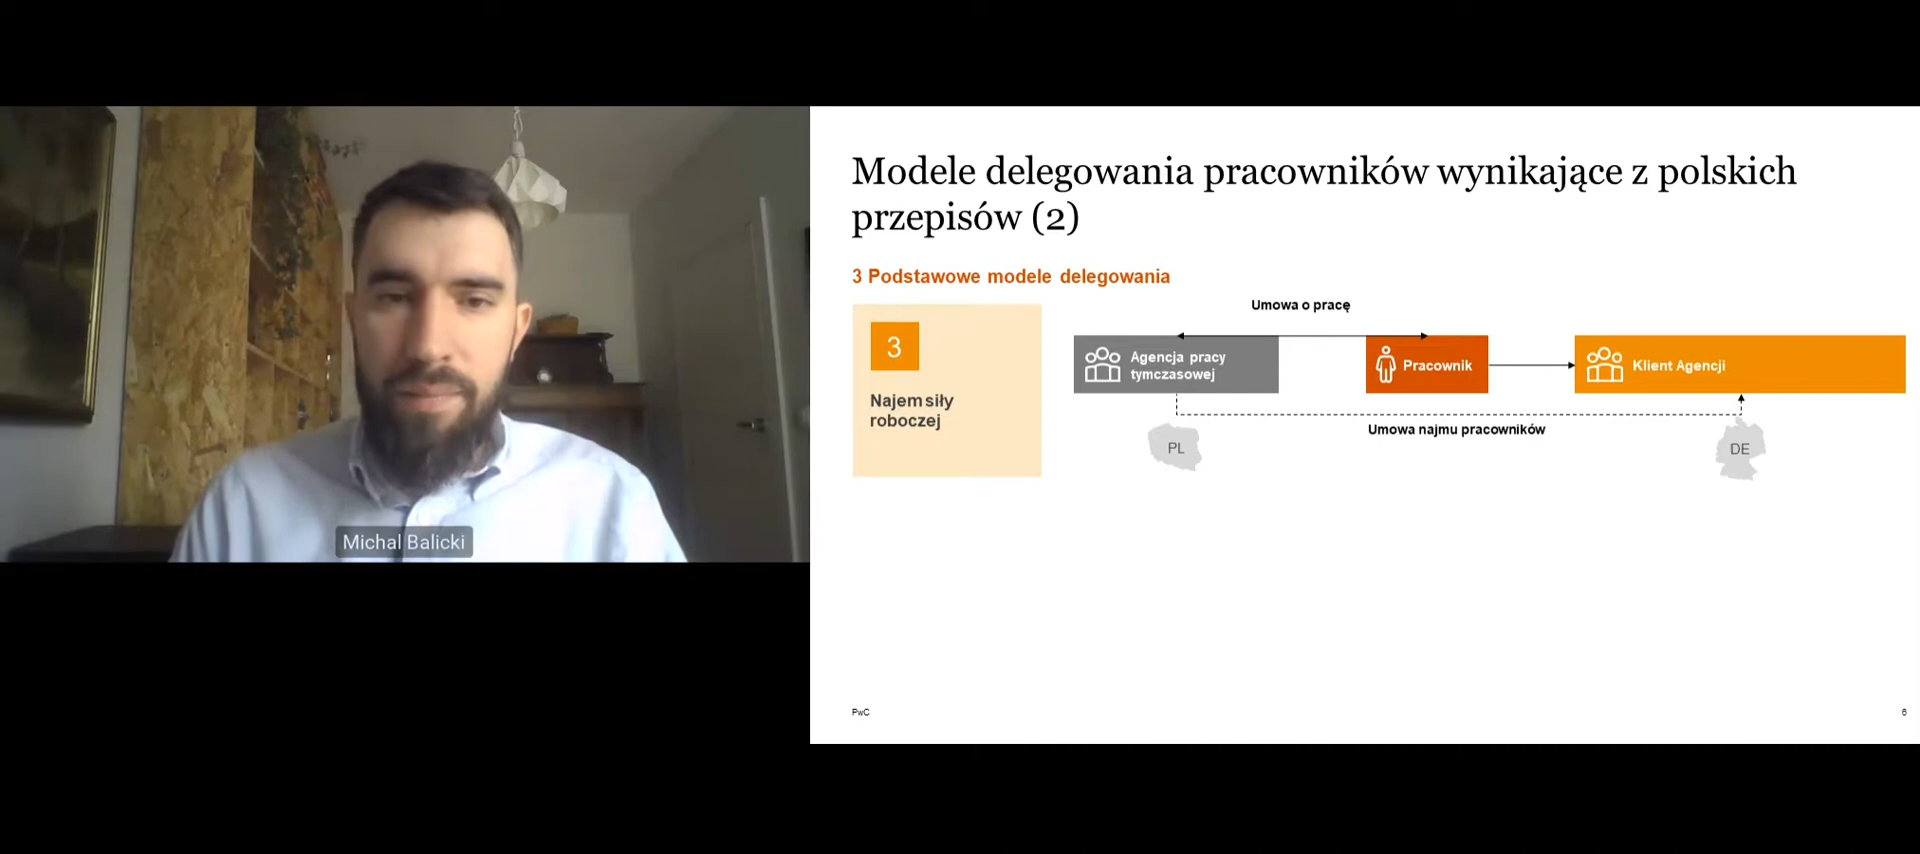 Modele delegowania pracowników wynikające z polskich
przepisów (2)
3 Podstawowe modele delegowania
3
Najem siły
roboczej
Umowa o pracę
Agencja pracy
tymczasowej
Pracownik
Klient Agencji
Umowa najmu pracowników
PL
DE
Michal Balicki
PwC
6